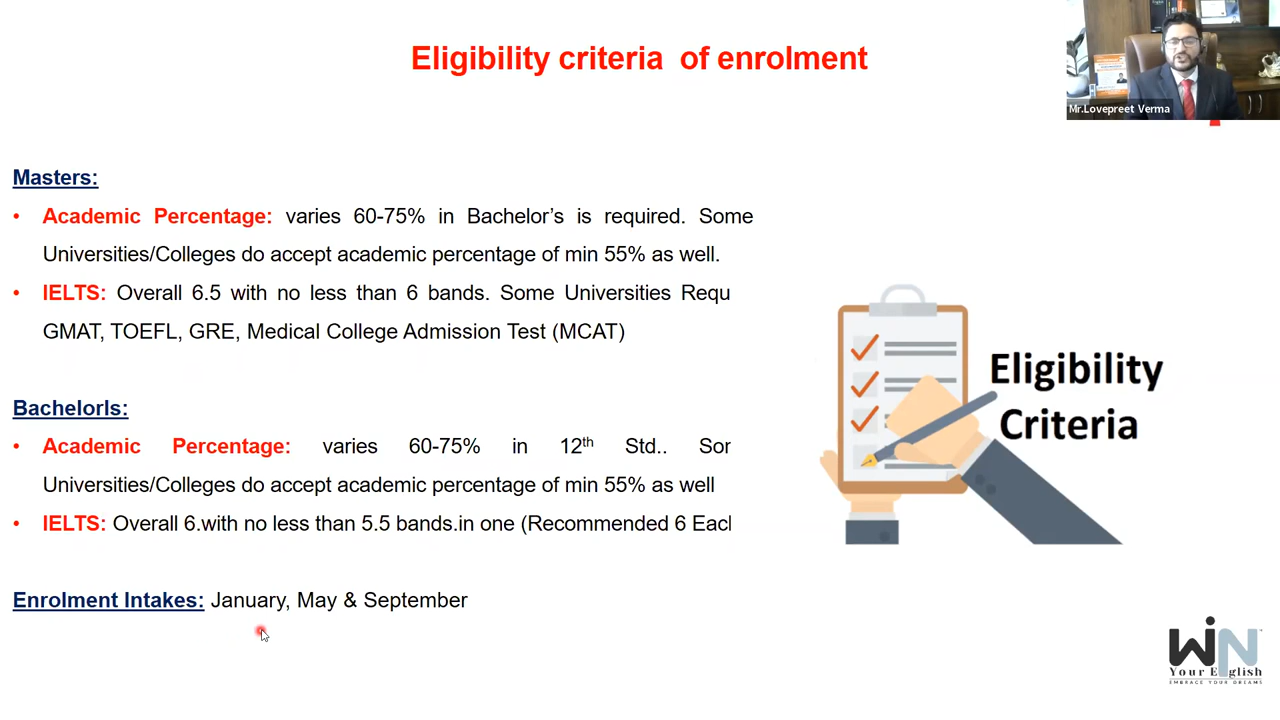 Eligibility criteria of enrolment
Mr.Lovepreet Verma
Masters:
• Academic Percentage: varies 60-75% in Bachelor's is required. Some
Universities/Colleges do accept academic percentage of min 55% as well.
• IELTS: Overall 6.5 with no less than 6 bands. Some Universities Requ
GMAT, TOEFL, GRE, Medical College Admission Test (MCAT)
Bachelorls:
• Academic Percentage: varies 60-75% in 12th Std.. Sor
Universities/Colleges do accept academic percentage of min 55% as well
• IELTS: Overall 6.with no less than 5.5 bands.in one (Recommended 6 Eacl
Enrolment Intakes: January, May & September
Eligibility
Criteria
WiN
Your English
EMBRACE YOUR DREAMS